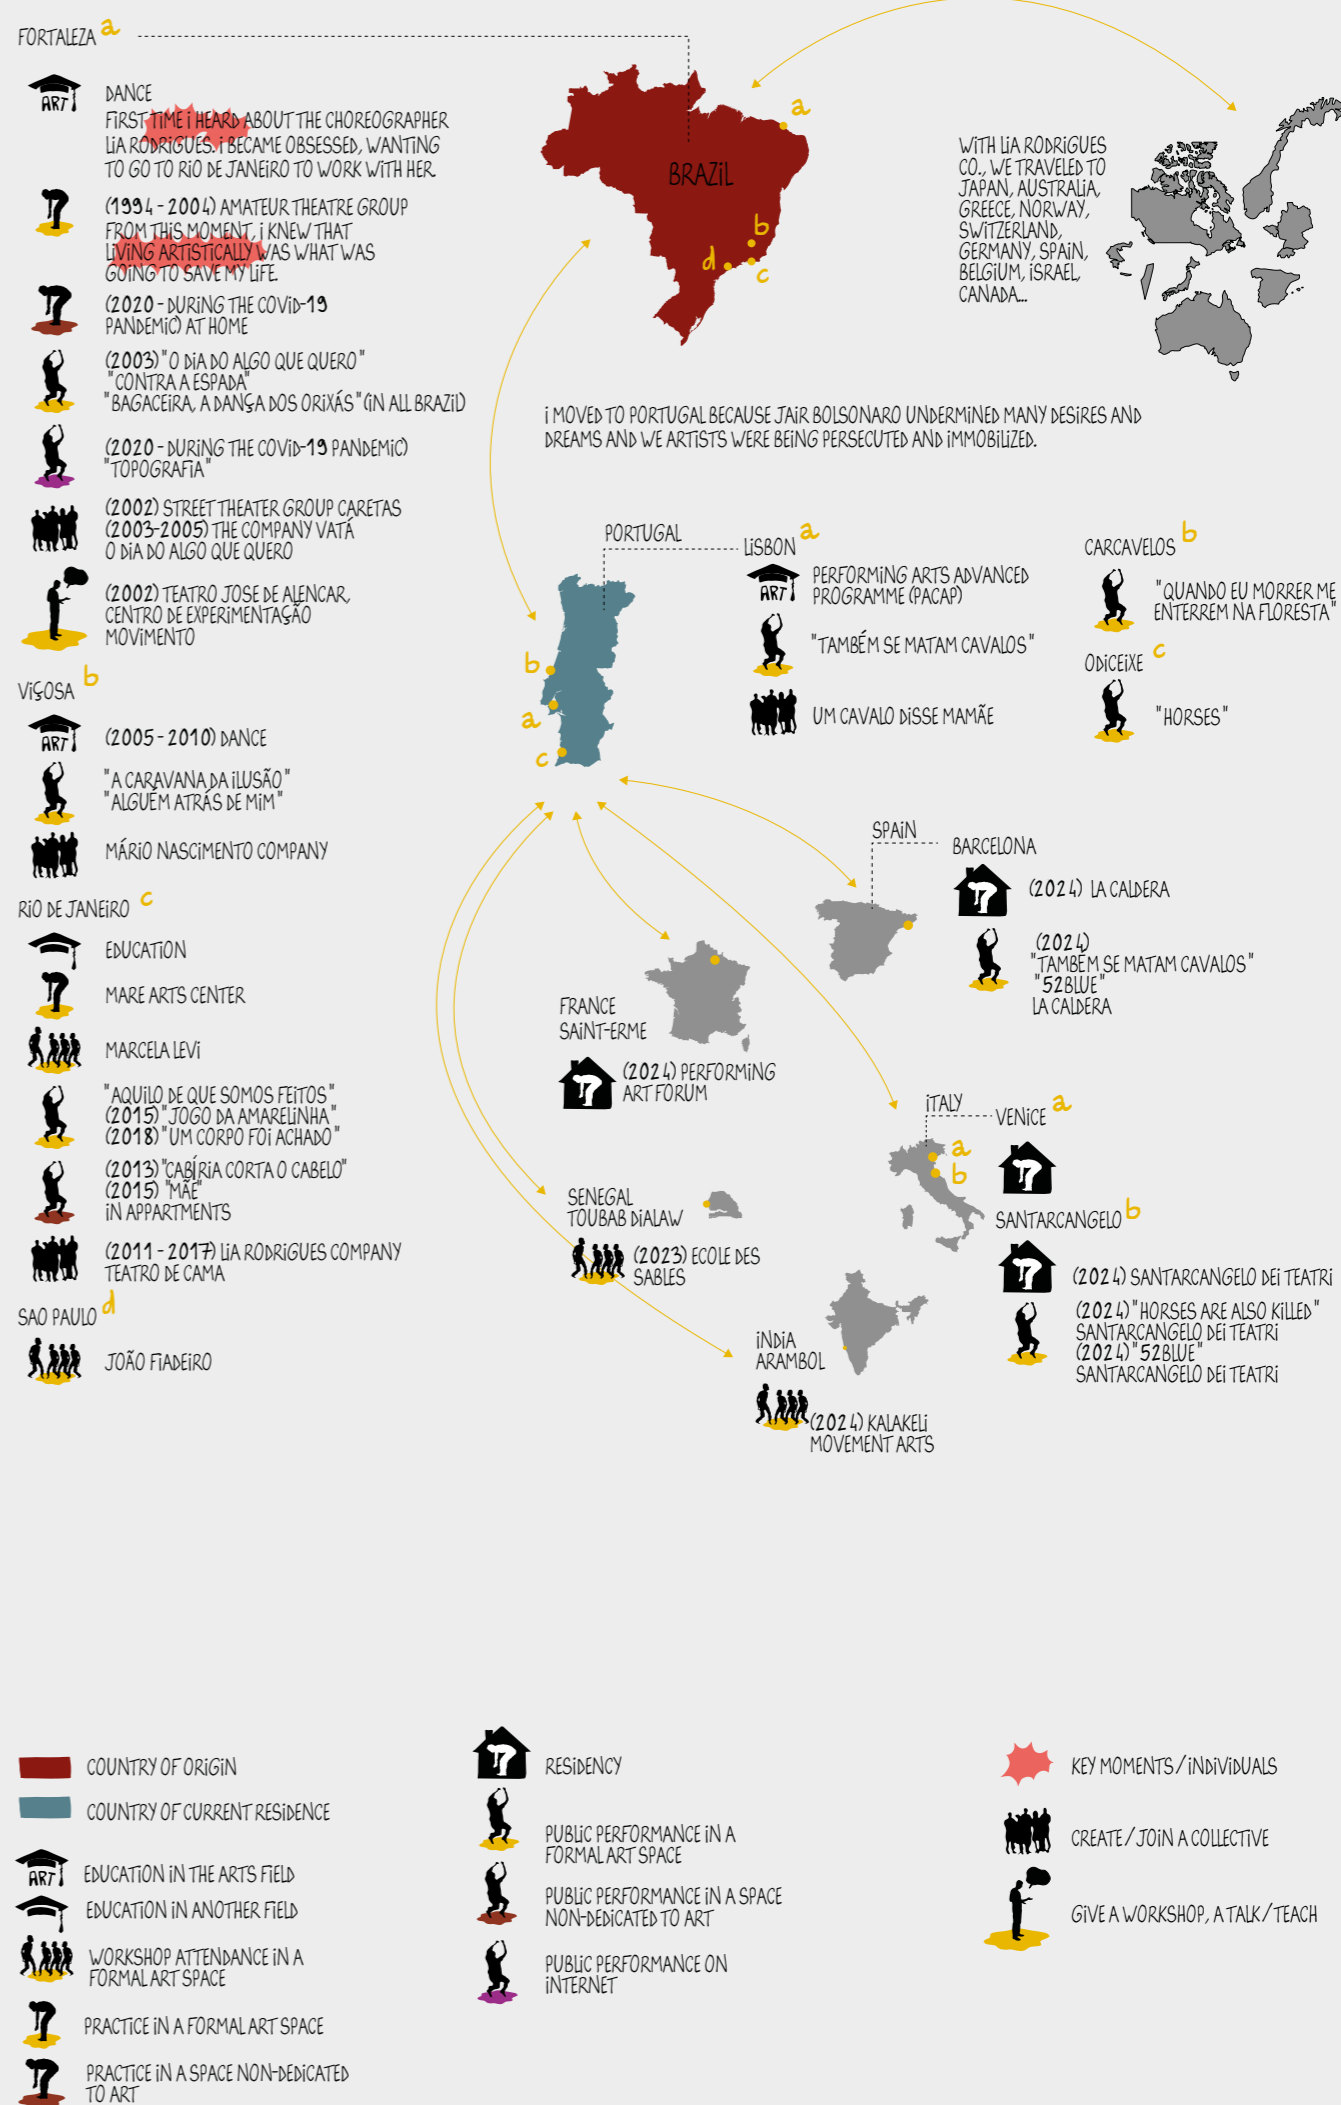 FORTALEZA a
ART
DANCE
FIRST TIME I HEARD ABOUT THE CHOREOGRAPHER
LIA RODRIGUES. I BECAME OBSESSED, WANTING
TO GO TO RIO DE JANEIRO TO WORK WITH HER.
(1994 - 2004) AMATEUR THEATRE GROUP
FROM THIS MOMENT, I KNEW THAT
LIVING ARTISTICALLY WAS WHAT WAS
GOING TO SAVE MY LIFE.
(2020 - DURING THE COVID-19
PANDEMIC) AT HOME
(2003) "O DIA DO ALGO QUE QUERO"
"CONTRA A ESPADA"
"BAGACEIRA, A DANÇA DOS ORIXÁS" (IN ALL BRAZIL)
(2020 - DURING THE COVID-19 PANDEMIC)
"TOPOGRAFIA"
(2002) STREET THEATER GROUP CARETAS
(2003-2005) THE COMPANY VATÁ
O DIA DO ALGO QUE QUERO
(2002) TEATRO JOSE DE ALENCAR,
CENTRO DE EXPERIMENTAÇÃO
MOVIMENTO
VIÇOSA b
ART
(2005 - 2010) DANCE
"A CARAVANA DA ILUSÃO"
"ALGUÉM ATRÁS DE MIM"
MÁRIO NASCIMENTO COMPANY
RIO DE JANEIRO c
EDUCATION
MARE ARTS CENTER
MARCELA LEVI
"AQUILO DE QUE SOMOS FEITOS"
(2015) "JOGO DA AMARELINHA"
(2018) "UM CORPO FOI ACHADO"
(2013) "CABÍRIA CORTA O CABELO"
(2015) "MÃE"
IN APPARTMENTS
(2011 - 2017) LIA RODRIGUES COMPANY
TEATRO DE CAMA
SAO PAULO d
JOÃO FIADEIRO
BRAZIL
a
b
d
c
WITH LIA RODRIGUES
CO., WE TRAVELED TO
JAPAN, AUSTRALIA,
GREECE, NORWAY,
SWITZERLAND,
GERMANY, SPAIN,
BELGIUM, ISRAEL,
CANADA...
I MOVED TO PORTUGAL BECAUSE JAIR BOLSONARO UNDERMINED MANY DESIRES AND
DREAMS AND WE ARTISTS WERE BEING PERSECUTED AND IMMOBILIZED.
PORTUGAL
b
a
c
LISBON a
ART
PERFORMING ARTS ADVANCED
PROGRAMME (PACAP)
"TAMBÉM SE MATAM CAVALOS"
UM CAVALO DISSE MAMÃE
CARCAVELOS b
"QUANDO EU MORRER ME
ENTERREM NA FLORESTA"
ODICEIXE c
"HORSES"
SPAIN
BARCELONA
(2024) LA CALDERA
(2024)
"TAMBÉM SE MATAM CAVALOS"
"52BLUE"
LA CALDERA
FRANCE
SAINT-ERME
(2024) PERFORMING
ART FORUM
ITALY
a
b
VENICE a
SANTARCANGELO b
(2024) SANTARCANGELO DEI TEATRI
(2024) "HORSES ARE ALSO KILLED"
SANTARCANGELO DEI TEATRI
(2024) "52BLUE"
SANTARCANGELO DEI TEATRI
SENEGAL
TOUBAB DIALAW
(2023) ECOLE DES
SABLES
INDIA
ARAMBOL
(2024) KALAKELI
MOVEMENT ARTS
COUNTRY OF ORIGIN
COUNTRY OF CURRENT RESIDENCE
ART
EDUCATION IN THE ARTS FIELD
EDUCATION IN ANOTHER FIELD
WORKSHOP ATTENDANCE IN A
FORMAL ART SPACE
PRACTICE IN A FORMAL ART SPACE
PRACTICE IN A SPACE NON-DEDICATED
TO ART
RESIDENCY
PUBLIC PERFORMANCE IN A
FORMAL ART SPACE
PUBLIC PERFORMANCE IN A SPACE
NON-DEDICATED TO ART
PUBLIC PERFORMANCE ON
INTERNET
KEY MOMENTS / INDIVIDUALS
CREATE / JOIN A COLLECTIVE
GIVE A WORKSHOP, A TALK / TEACH